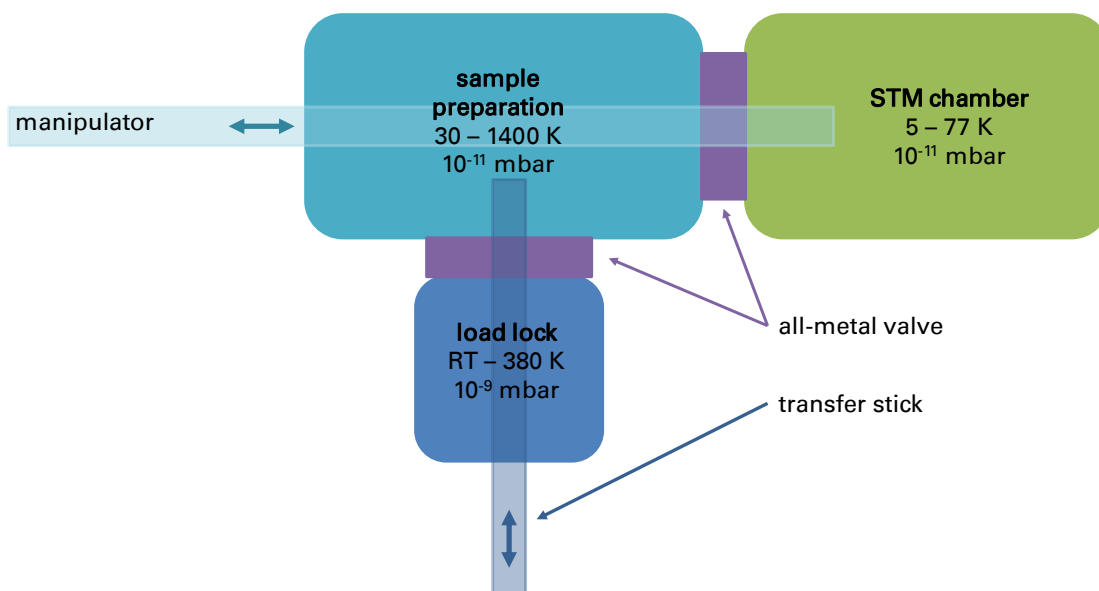 manipulator
sample
preparation
30 – 1400 K
10⁻¹¹ mbar
STM chamber
5 – 77 K
10⁻¹¹ mbar
load lock
RT – 380 K
10⁻⁹ mbar
all-metal valve
transfer stick